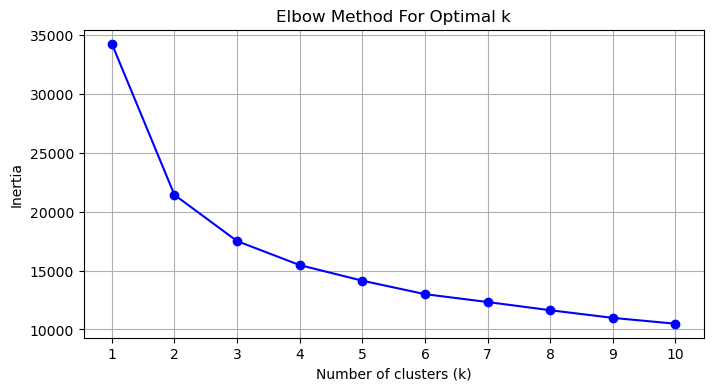 Elbow Method For Optimal k
35000
30000
25000
20000
15000
10000
Inertia
1 2 3 4 5 6 7 8 9 10
Number of clusters (k)